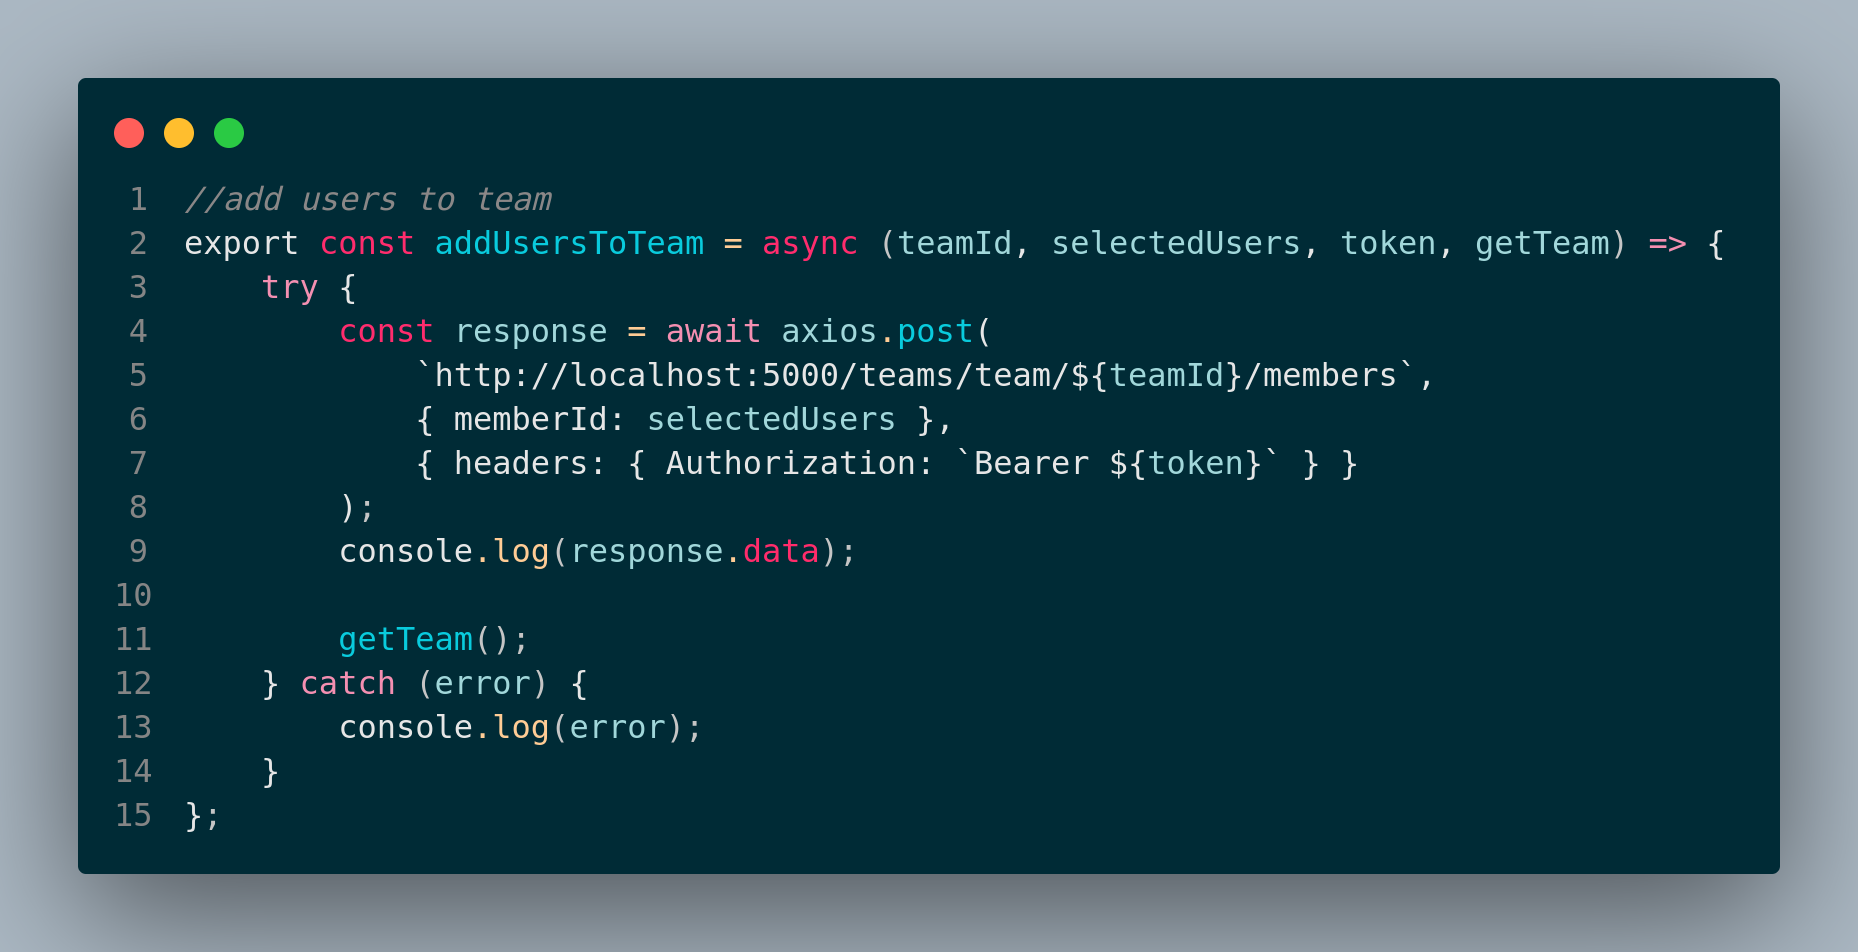 1 //add users to team
2 export const addUsersToTeam = async (teamId, selectedUsers, token, getTeam) => {
3     try {
4         const response = await axios.post(
5             `http://localhost:5000/teams/team/${teamId}/members`,
6             { memberId: selectedUsers },
7             { headers: { Authorization: `Bearer ${token}` } }
8         );
9         console.log(response.data);
10
11         getTeam();
12     } catch (error) {
13         console.log(error);
14     }
15 };